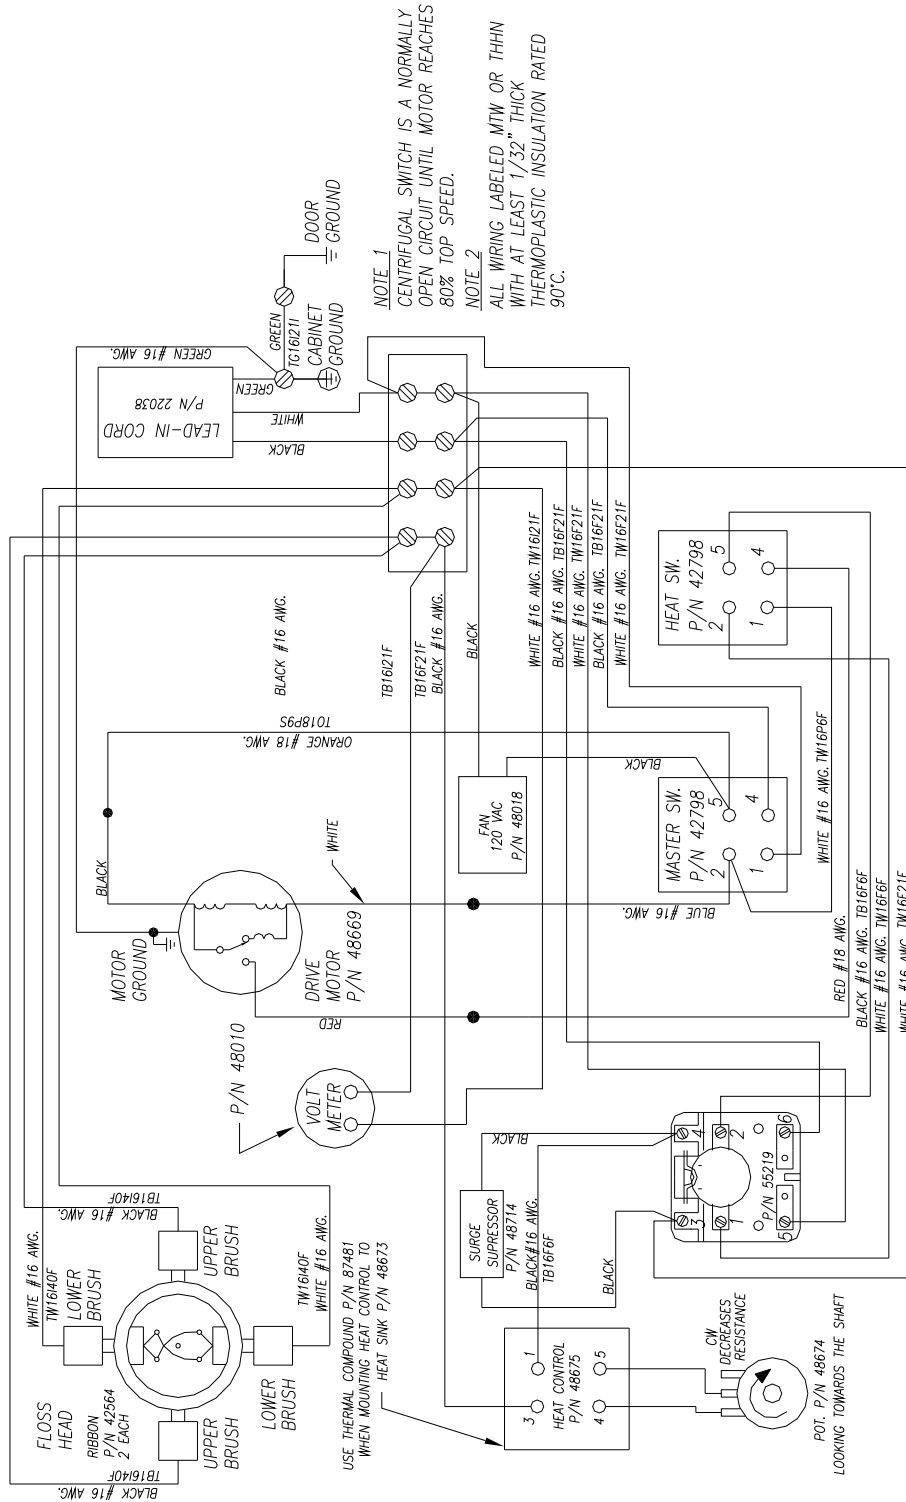 FLOSS
HEAD
RIBBON
P/N 42564
2 EACH
BLACK #16 AWG.
TB16I40F
UPPER
BRUSH
LOWER
BRUSH
WHITE #16 AWG.
TW16I40F
LOWER
BRUSH
UPPER
BRUSH
BLACK #16 AWG.
TB16I40F
TW16I40F
WHITE #16 AWG.
USE THERMAL COMPOUND P/N 87481
WHEN MOUNTING HEAT CONTROL TO
HEAT SINK P/N 48673
P/N 48010
VOLT
METER
MOTOR
GROUND
DRIVE
MOTOR
P/N 48669
RED
BLACK
WHITE
ORANGE #18 AWG.
TO18P9S
BLACK #16 AWG.
TB16I21F
TB16F21F
BLACK #16 AWG.
BLACK
LEAD-IN CORD
P/N 22038
GREEN #16 AWG.
GREEN
WHITE
BLACK
GREEN
TG16I21I
CABINET
GROUND
DOOR
GROUND
NOTE 1
CENTRIFUGAL SWITCH IS A NORMALLY
OPEN CIRCUIT UNTIL MOTOR REACHES
80% TOP SPEED.
NOTE 2
ALL WIRING LABELED MTW OR THHN
WITH AT LEAST 1/32" THICK
THERMOPLASTIC INSULATION RATED
90°C.
WHITE #16 AWG. TW16I21F
BLACK #16 AWG. TB16F21F
WHITE #16 AWG. TW16F21F
BLACK #16 AWG. TB16F21F
WHITE #16 AWG. TW16F21F
FAN
120 VAC
P/N 48018
BLACK
MASTER SW.
P/N 42798
2 5
1 4
BLUE #16 AWG.
HEAT SW.
P/N 42798
2 5
1 4
WHITE #16 AWG. TW16P6F
RED #18 AWG.
BLACK #16 AWG. TB16F6F
WHITE #16 AWG. TW16F6F
WHITE #16 AWG. TW16F21F
SURGE
SUPRESSOR
P/N 48714
BLACK
BLACK#16 AWG.
TB16F6F
BLACK
3 4
1 2
5 6
P/N 55219
3 1
HEAT CONTROL
P/N 48675
4 5
CW
DECREASES
RESISTANCE
POT. P/N 48674
LOOKING TOWARDS THE SHAFT